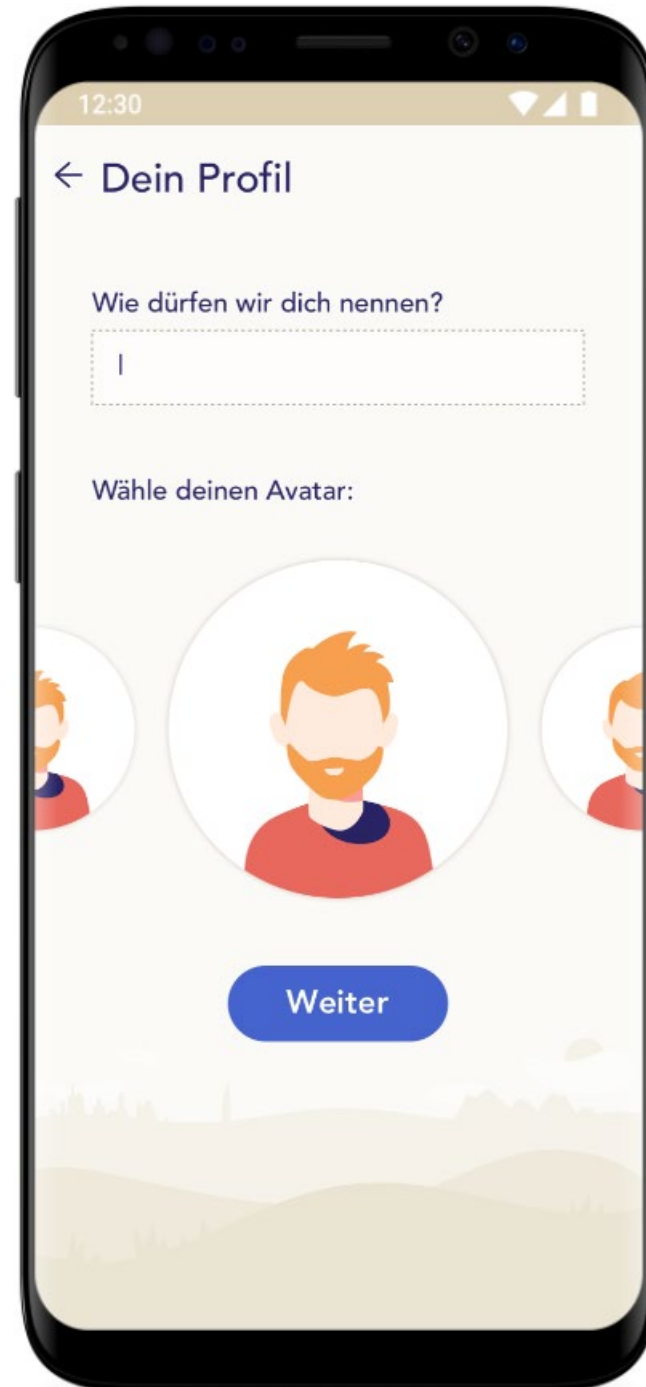 12:30
← Dein Profil
Wie dürfen wir dich nennen?
Wähle deinen Avatar:
Weiter